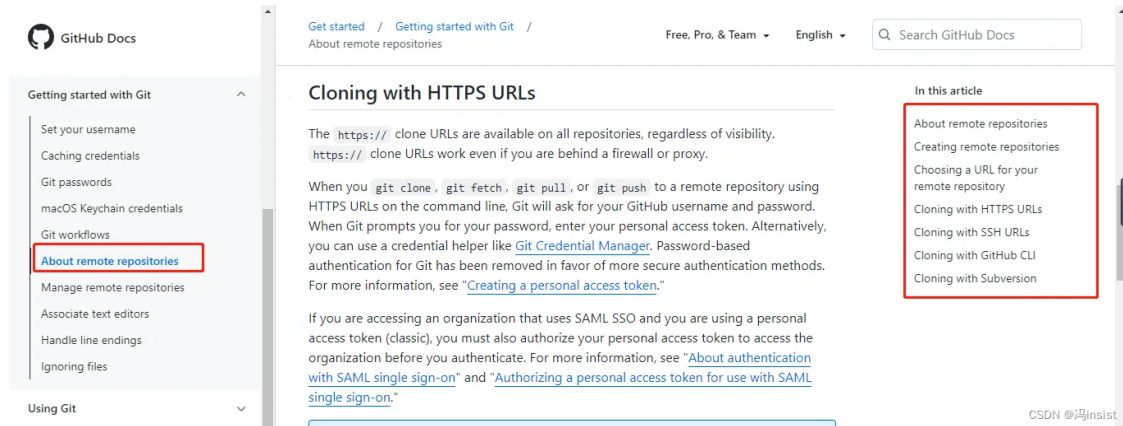 GitHub Docs
Getting started with Git
Set your username
Caching credentials
Git passwords
macOS Keychain credentials
Git workflows
About remote repositories
Manage remote repositories
Associate text editors
Handle line endings
Ignoring files
Using Git
Get started / Getting started with Git /
About remote repositories
Free, Pro, & Team
English
Search GitHub Docs
Cloning with HTTPS URLs
The https:// clone URLs are available on all repositories, regardless of visibility.
https:// clone URLs work even if you are behind a firewall or proxy.
When you git clone, git fetch, git pull, or git push to a remote repository using
HTTPS URLs on the command line, Git will ask for your GitHub username and password.
When Git prompts you for your password, enter your personal access token. Alternatively,
you can use a credential helper like Git Credential Manager. Password-based
authentication for Git has been removed in favor of more secure authentication methods.
For more information, see "Creating a personal access token."
If you are accessing an organization that uses SAML SSO and you are using a personal
access token (classic), you must also authorize your personal access token to access the
organization before you authenticate. For more information, see "About authentication
with SAML single sign-on" and "Authorizing a personal access token for use with SAML
single sign-on."
In this article
About remote repositories
Creating remote repositories
Choosing a URL for your
remote repository
Cloning with HTTPS URLs
Cloning with SSH URLs
Cloning with GitHub CLI
Cloning with Subversion
CSDN @冯insist